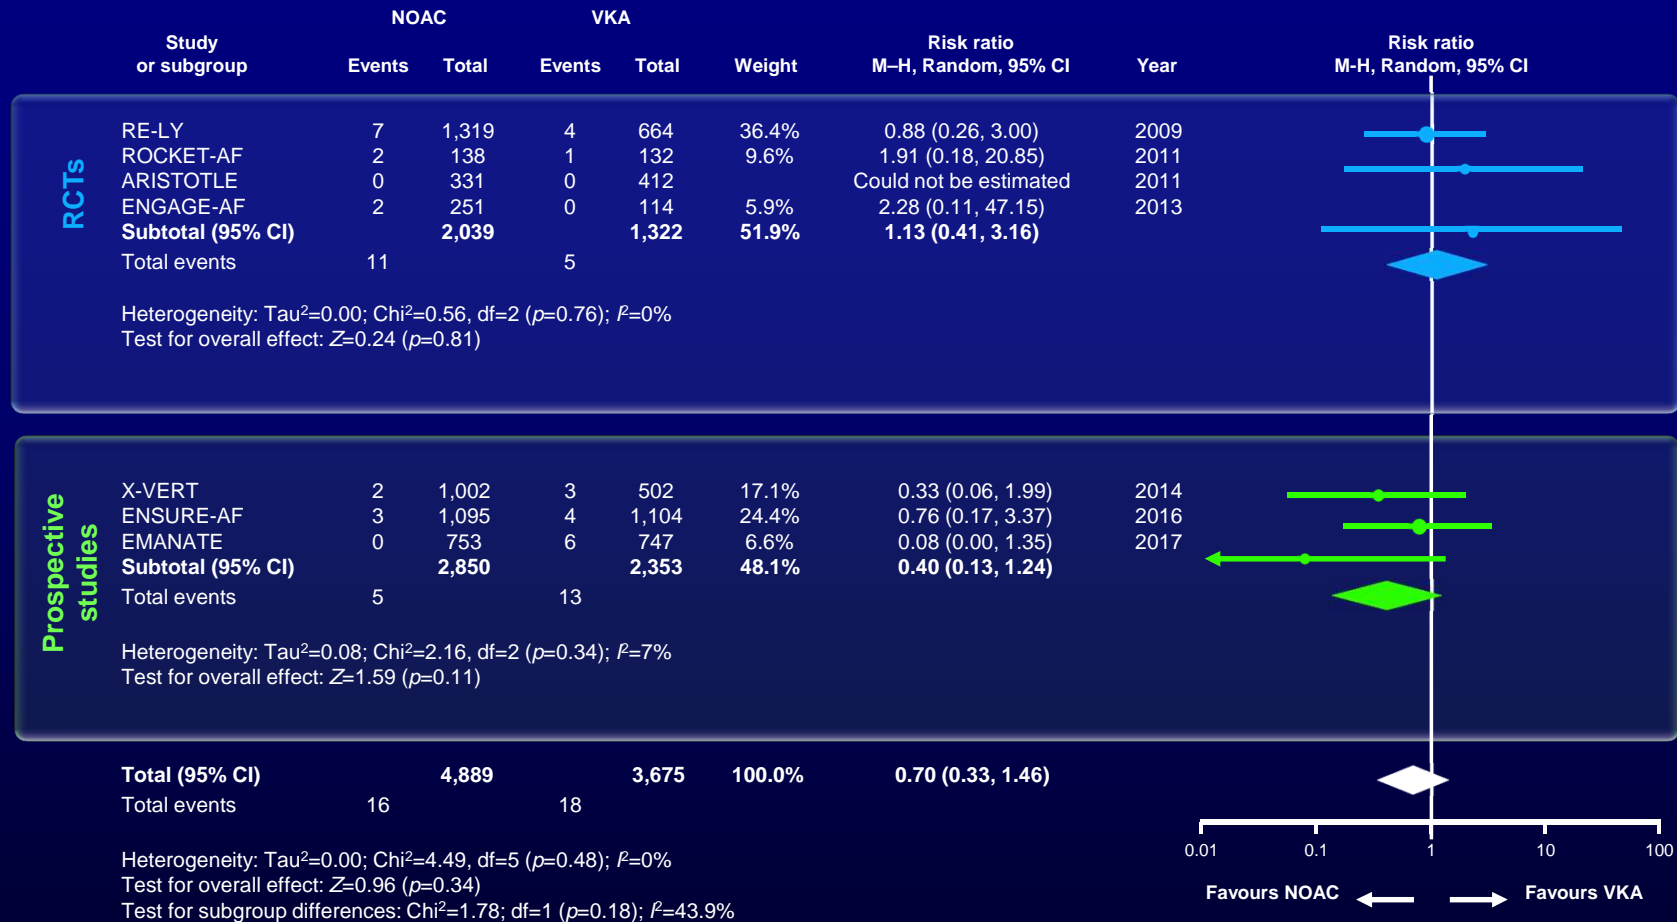 NOAC VKA
Study or subgroup Events Total Events Total Weight Risk ratio M–H, Random, 95% CI Year Risk ratio M-H, Random, 95% CI
RCTs
RE-LY 7 1,319 4 664 36.4% 0.88 (0.26, 3.00) 2009
ROCKET-AF 2 138 1 132 9.6% 1.91 (0.18, 20.85) 2011
ARISTOTLE 0 331 0 412 Could not be estimated 2011
ENGAGE-AF 2 251 0 114 5.9% 2.28 (0.11, 47.15) 2013
Subtotal (95% CI) 2,039 1,322 51.9% 1.13 (0.41, 3.16)
Total events 11 5
Heterogeneity: Tau²=0.00; Chi²=0.56, df=2 (p=0.76); I²=0%
Test for overall effect: Z=0.24 (p=0.81)
Prospective
studies
X-VERT 2 1,002 3 502 17.1% 0.33 (0.06, 1.99) 2014
ENSURE-AF 3 1,095 4 1,104 24.4% 0.76 (0.17, 3.37) 2016
EMANATE 0 753 6 747 6.6% 0.08 (0.00, 1.35) 2017
Subtotal (95% CI) 2,850 2,353 48.1% 0.40 (0.13, 1.24)
Total events 5 13
Heterogeneity: Tau²=0.08; Chi²=2.16, df=2 (p=0.34); I²=7%
Test for overall effect: Z=1.59 (p=0.11)
Total (95% CI) 4,889 3,675 100.0% 0.70 (0.33, 1.46)
Total events 16 18
Heterogeneity: Tau²=0.00; Chi²=4.49, df=5 (p=0.48); I²=0%
Test for overall effect: Z=0.96 (p=0.34)
Test for subgroup differences: Chi²=1.78; df=1 (p=0.18); I²=43.9%
0.01 0.1 1 10 100
Favours NOAC Favours VKA